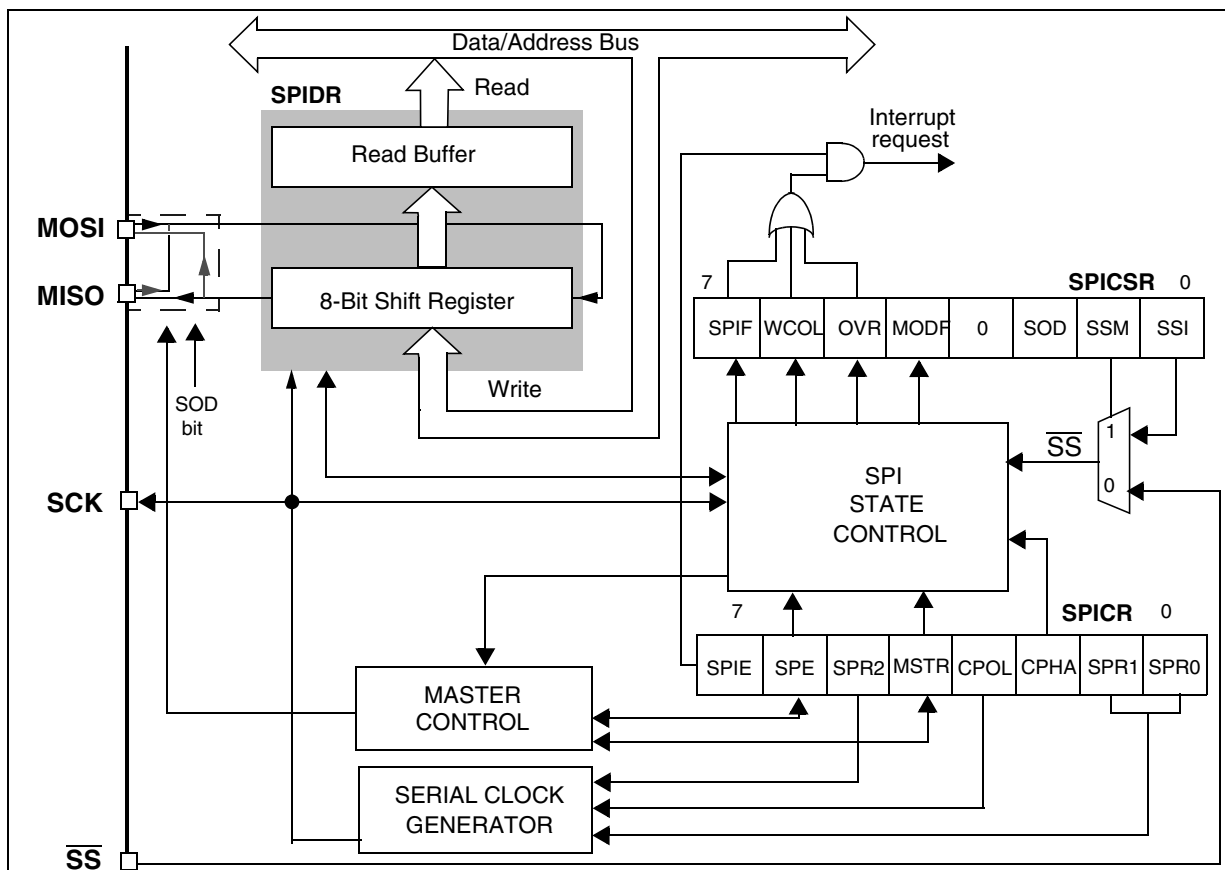 Data/Address Bus
SPIDR
Read
Read Buffer
Interrupt
request
MOSI
MISO
8-Bit Shift Register
7
SPICSR
0
SPIF
WCOL
OVR
MODF
0
SOD
SSM
SSI
Write
SOD
bit
1
SS
0
SCK
SPI
STATE
CONTROL
7
SPICR
0
SPIE
SPE
SPR2
MSTR
CPOL
CPHA
SPR1
SPR0
MASTER
CONTROL
SERIAL CLOCK
GENERATOR
SS